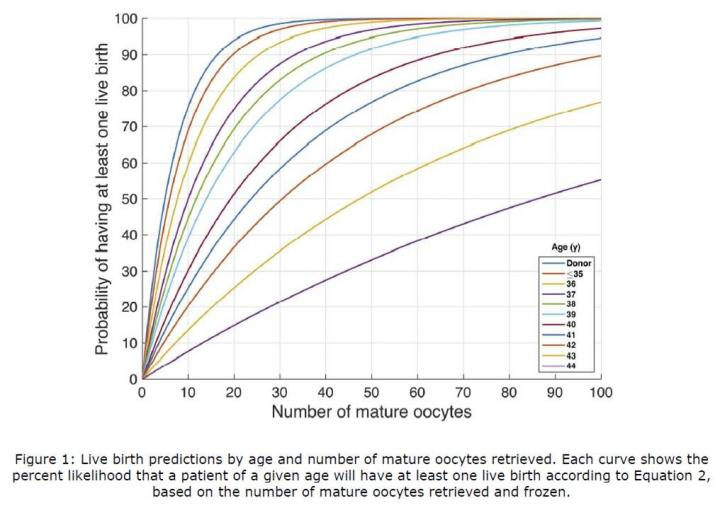 100
90
80
70
60
50
40
30
20
10
0
Probability of having at least one live birth
0 10 20 30 40 50 60 70 80 90 100
Number of mature oocytes
Age (y)
Donor
≤35
36
37
38
39
40
41
42
43
44
Figure 1: Live birth predictions by age and number of mature oocytes retrieved. Each curve shows the
percent likelihood that a patient of a given age will have at least one live birth according to Equation 2,
based on the number of mature oocytes retrieved and frozen.